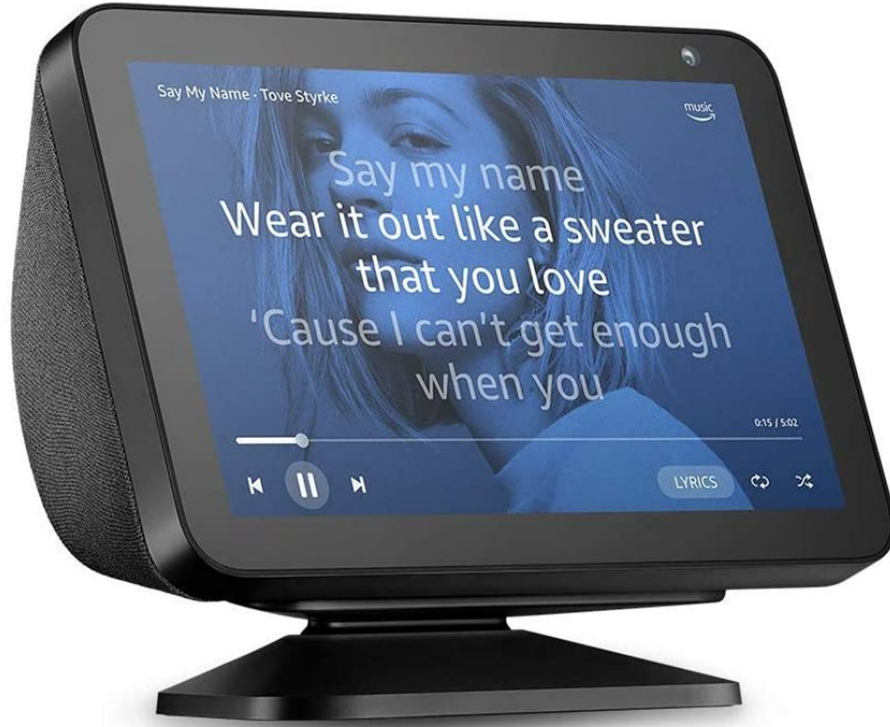 Say My Name - Tove Styrke
music
Say my name
Wear it out like a sweater
that you love
'Cause I can't get enough
when you
0:15 / 5:02
LYRICS